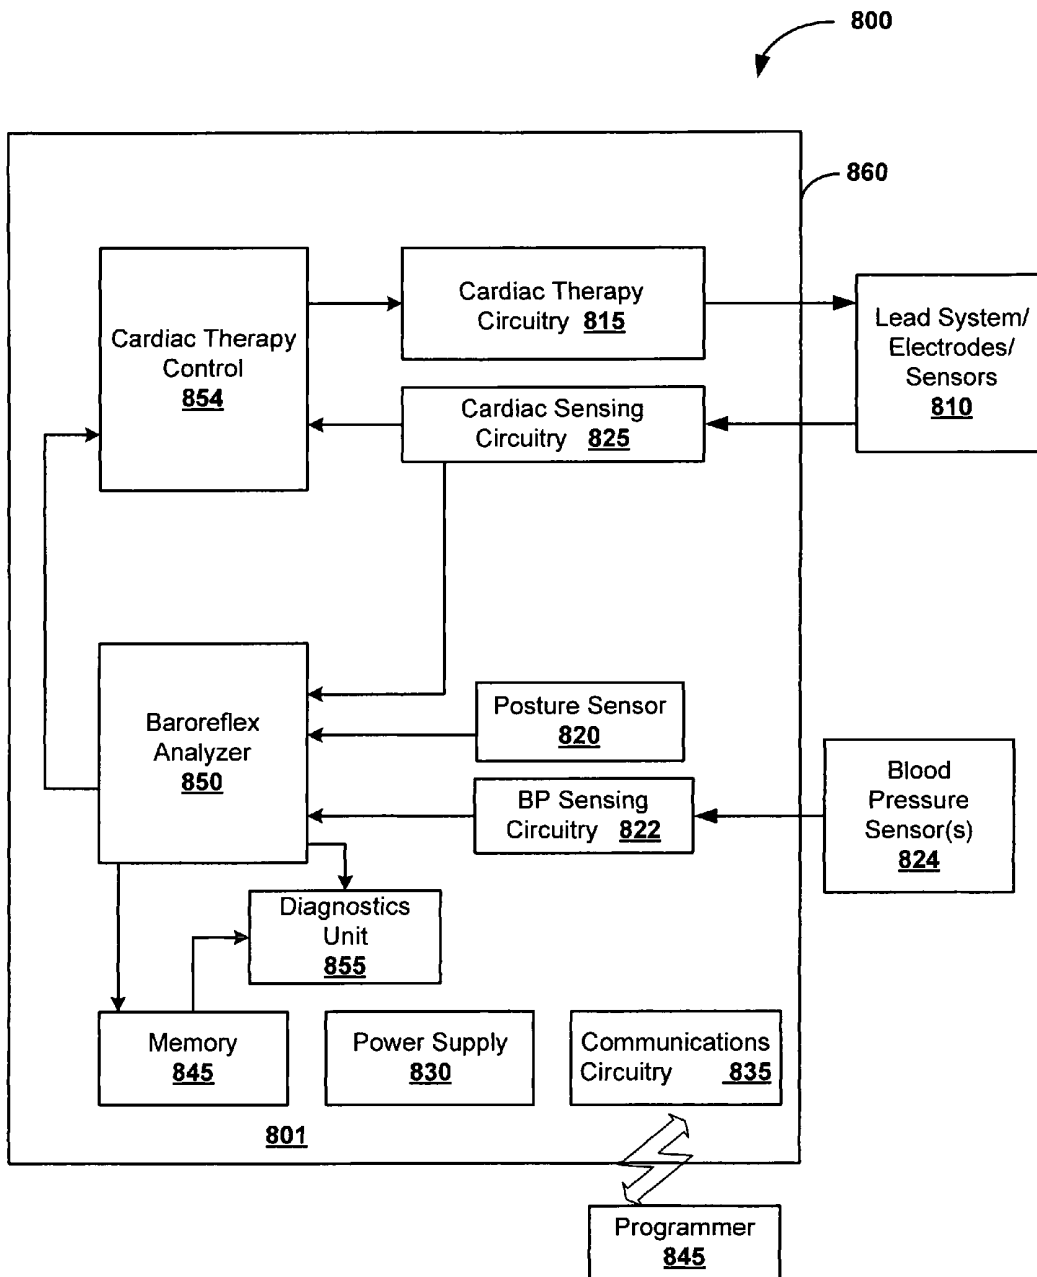 800
860
Cardiac Therapy
Control
854
Cardiac Therapy
Circuitry 815
Lead System/
Electrodes/
Sensors
810
Cardiac Sensing
Circuitry 825
Baroreflex
Analyzer
850
Posture Sensor
820
BP Sensing
Circuitry 822
Blood
Pressure
Sensor(s)
824
Diagnostics
Unit
855
Memory
845
Power Supply
830
Communications
Circuitry 835
801
Programmer
845